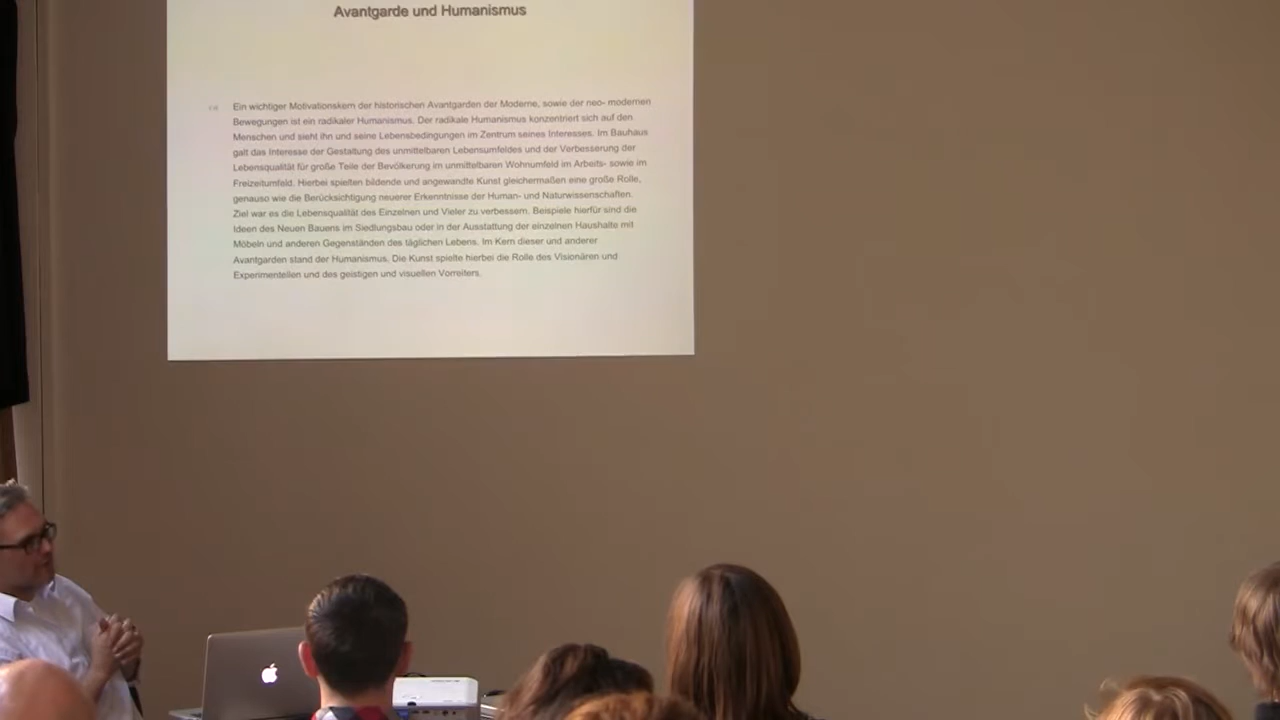 Avantgarde und Humanismus
Ein wichtiger Motivationskern der historischen Avantgarden der Moderne, sowie der neo- modernen
Bewegungen ist ein radikaler Humanismus. Der radikale Humanismus konzentriert sich auf den
Menschen und sieht ihn und seine Lebensbedingungen im Zentrum seines Interesses. Im Bauhaus
galt das Interesse der Gestaltung des unmittelbaren Lebensumfeldes und der Verbesserung der
Lebensqualität für große Teile der Bevölkerung im unmittelbaren Wohnumfeld im Arbeits- sowie im
Freizeitumfeld. Hierbei spielten bildende und angewandte Kunst gleichermaßen eine große Rolle,
genauso wie die Berücksichtigung neuerer Erkenntnisse der Human- und Naturwissenschaften.
Ziel war es die Lebensqualität des Einzelnen und Vieler zu verbessern. Beispiele hierfür sind die
Ideen des Neuen Bauens im Siedlungsbau oder in der Ausstattung der einzelnen Haushalte mit
Möbeln und anderen Gegenständen des täglichen Lebens. Im Kern dieser und anderer
Avantgarden stand der Humanismus. Die Kunst spielte hierbei die Rolle des Visionären und
Experimentellen und des geistigen und visuellen Vorreiters.